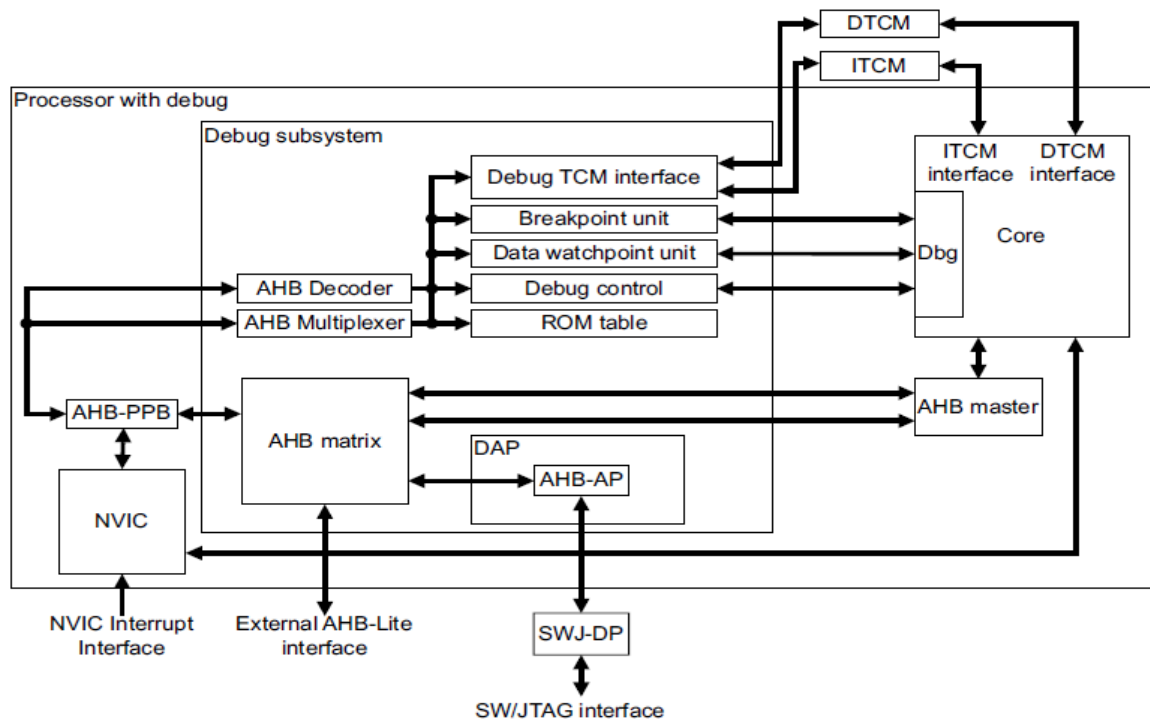 DTCM
ITCM
Processor with debug
Debug subsystem
ITCM
interface
DTCM
interface
Debug TCM interface
Breakpoint unit
Core
Data watchpoint unit
Dbg
AHB Decoder
Debug control
AHB Multiplexer
ROM table
AHB-PPB
AHB matrix
AHB master
DAP
AHB-AP
NVIC
NVIC Interrupt
Interface
External AHB-Lite
interface
SWJ-DP
SW/JTAG interface